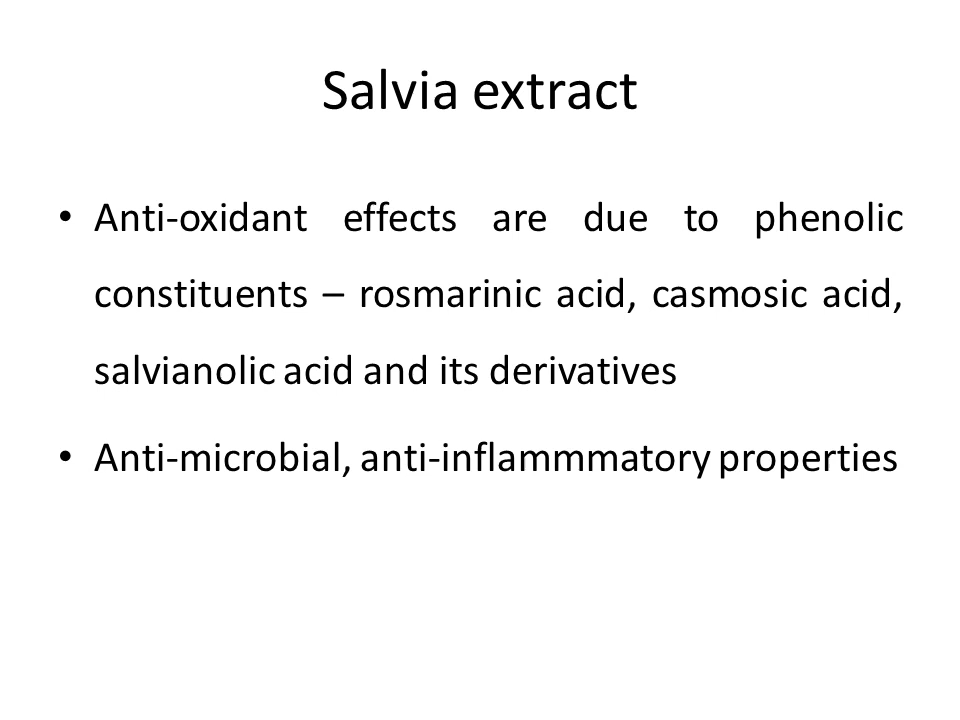 Salvia extract
• Anti-oxidant effects are due to phenolic
constituents – rosmarinic acid, casmosic acid,
salvianolic acid and its derivatives
• Anti-microbial, anti-inflammmatory properties